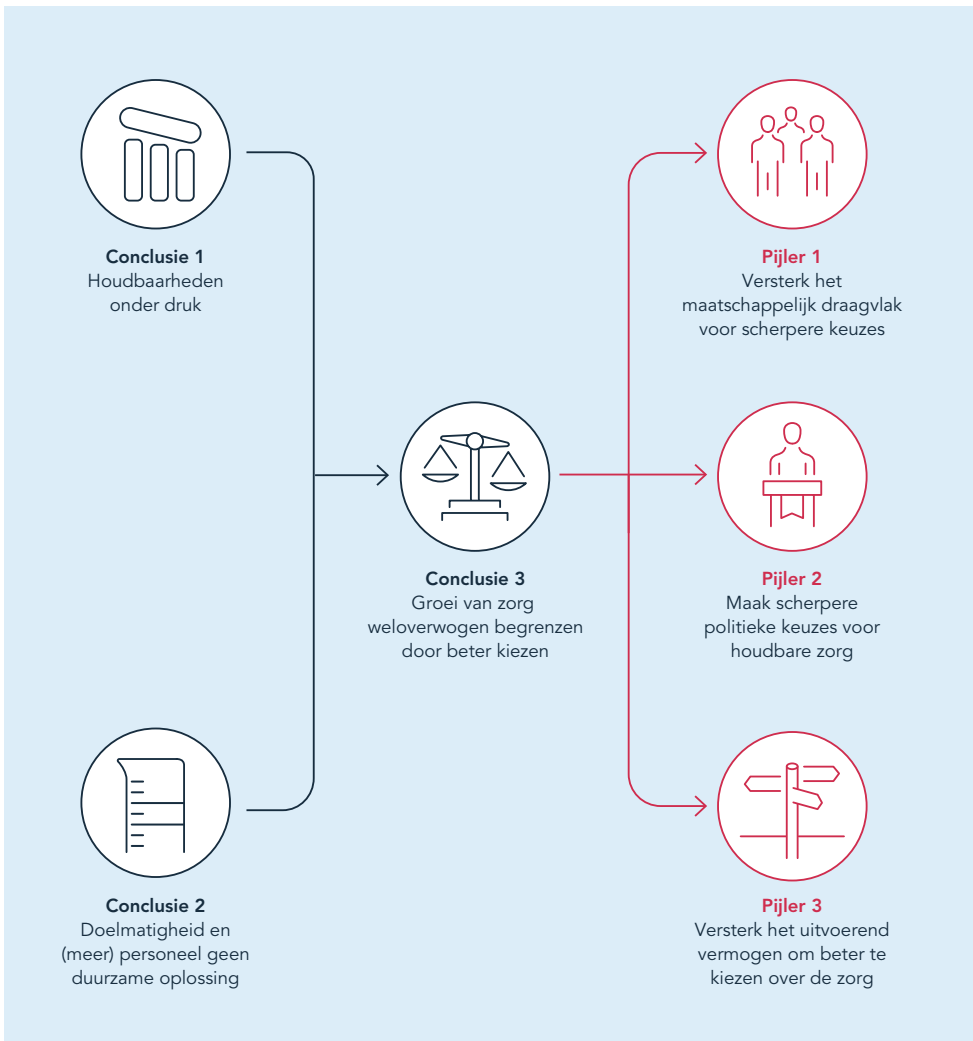 Conclusie 1
Houdbaarheden
onder druk
Pijler 1
Versterk het
maatschappelijk draagvlak
voor scherpere keuzes
Conclusie 3
Groei van zorg
weloverwogen begrenzen
door beter kiezen
Pijler 2
Maak scherpere
politieke keuzes voor
houdbare zorg
Conclusie 2
Doelmatigheid en
(meer) personeel geen
duurzame oplossing
Pijler 3
Versterk het uitvoerend
vermogen om beter te
kiezen over de zorg